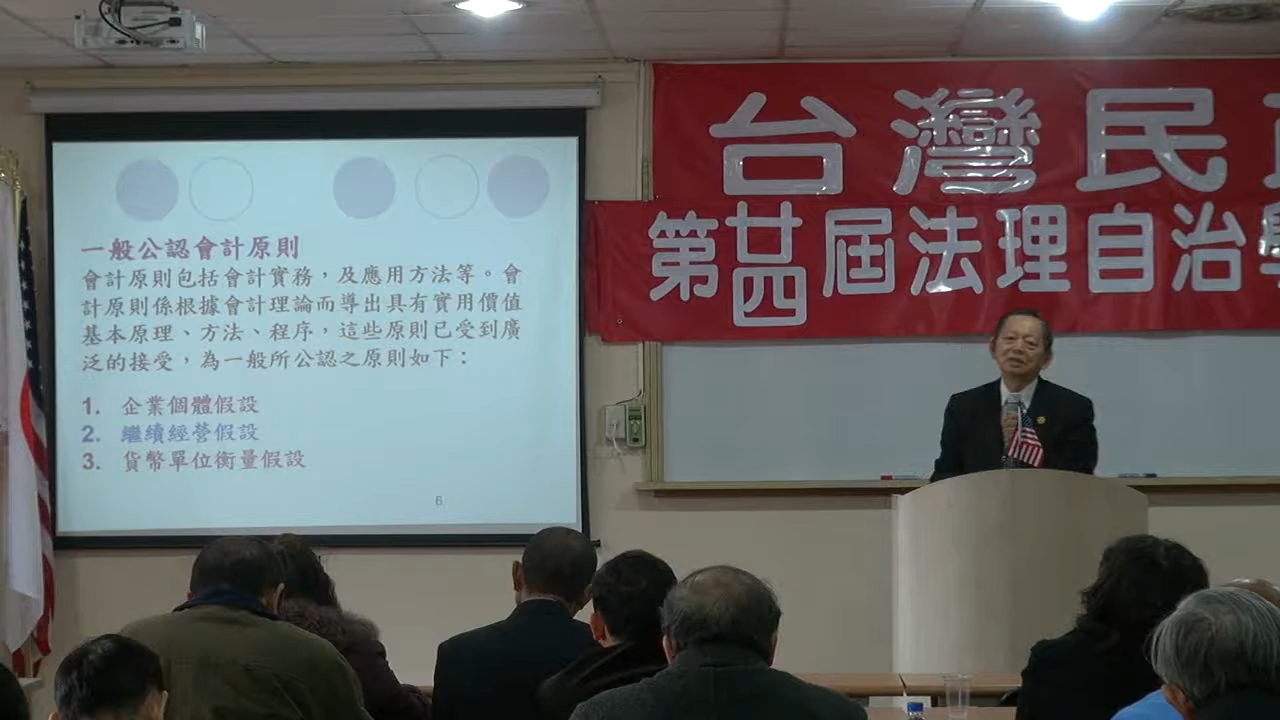 台灣民
第廿四屆法理自治學
一般公認會計原則
會計原則包括會計實務，及應用方法等。會
計原則係根據會計理論而導出具有實用價值
基本原理、方法、程序，這些原則已受到廣
泛的接受，為一般所公認之原則如下：
1. 企業個體假設
2. 繼續經營假設
3. 貨幣單位衡量假設
6